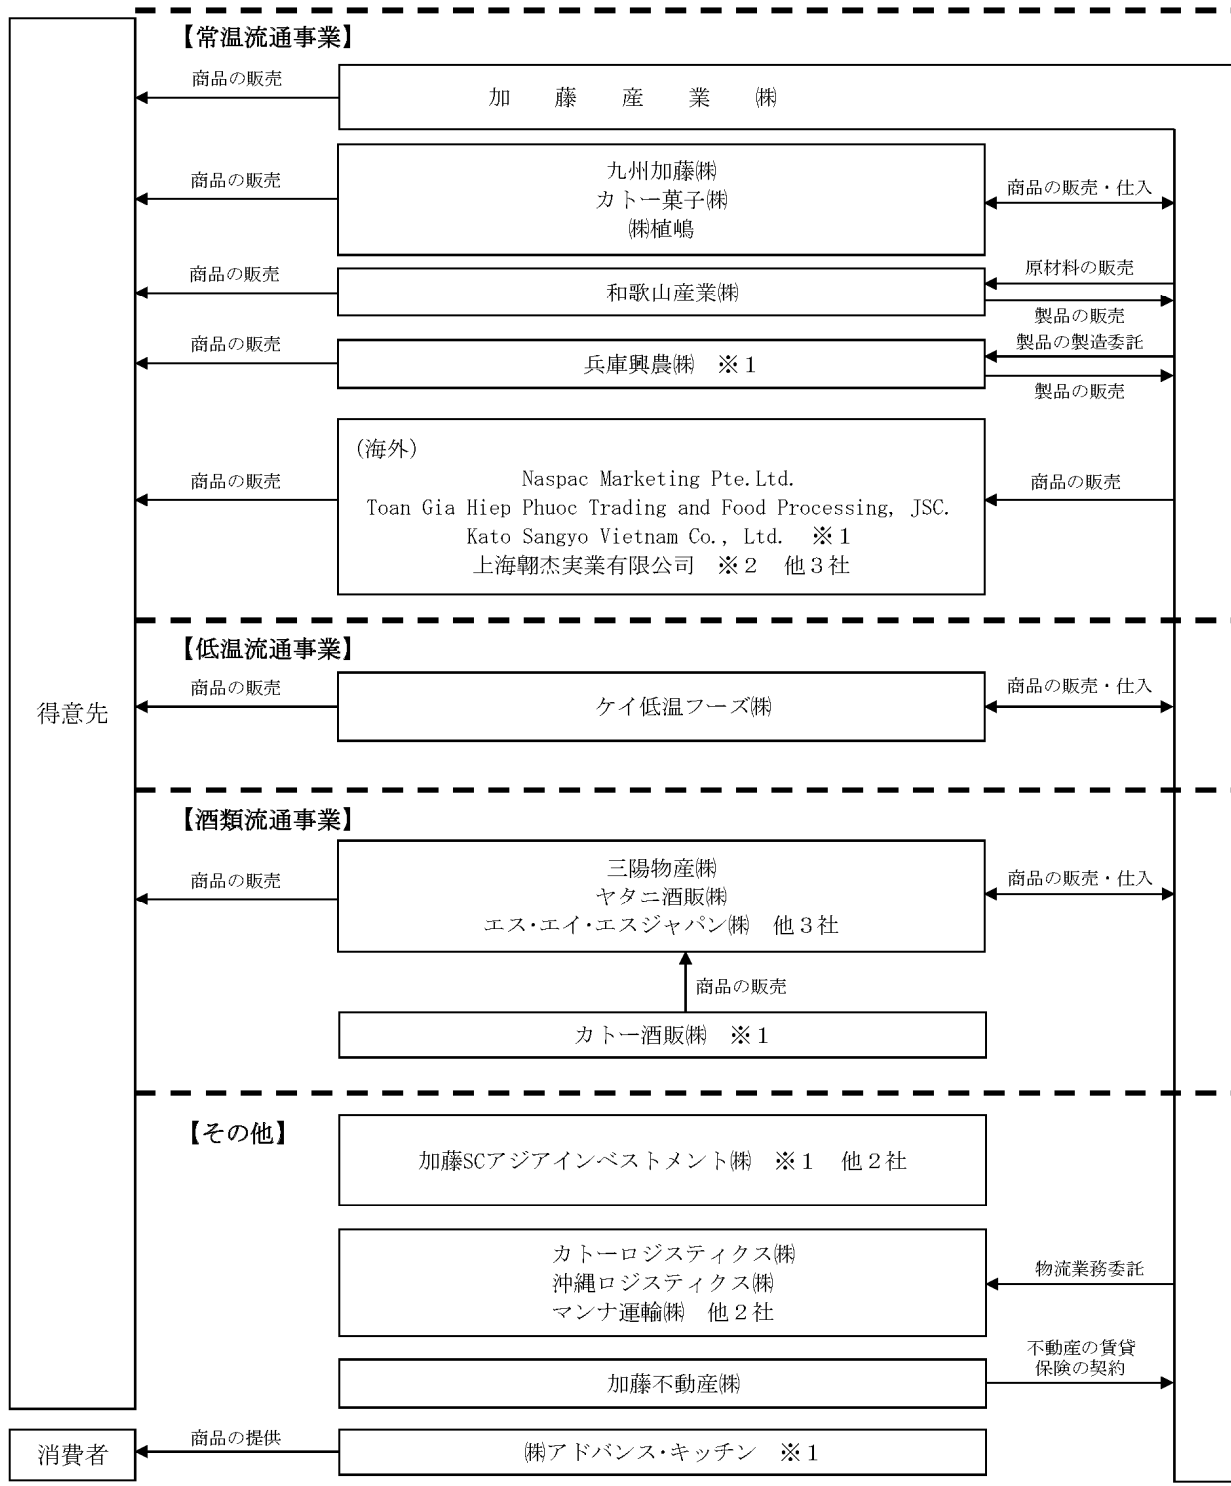 【常温流通事業】
商品の販売
加　藤　産　業　㈱
商品の販売
九州加藤㈱
カトー菓子㈱
㈱植嶋
商品の販売・仕入
商品の販売
和歌山産業㈱
原材料の販売
製品の販売
商品の販売
兵庫興農㈱　※１
製品の製造委託
製品の販売
(海外)
商品の販売
Naspac Marketing Pte.Ltd.
Toan Gia Hiep Phuoc Trading and Food Processing, JSC.
Kato Sangyo Vietnam Co., Ltd.　※１
上海翺杰実業有限公司　※２　他３社
商品の販売
【低温流通事業】
商品の販売
ケイ低温フーズ㈱
商品の販売・仕入
得意先
【酒類流通事業】
商品の販売
三陽物産㈱
ヤタニ酒販㈱
エス・エイ・エスジャパン㈱　他３社
商品の販売・仕入
商品の販売
カトー酒販㈱　※１
【その他】
加藤SCアジアインベストメント㈱　※１　他２社
カトーロジスティクス㈱
沖縄ロジスティクス㈱
マンナ運輸㈱　他２社
物流業務委託
加藤不動産㈱
不動産の賃貸
保険の契約
消費者
商品の提供
㈱アドバンス・キッチン　※１